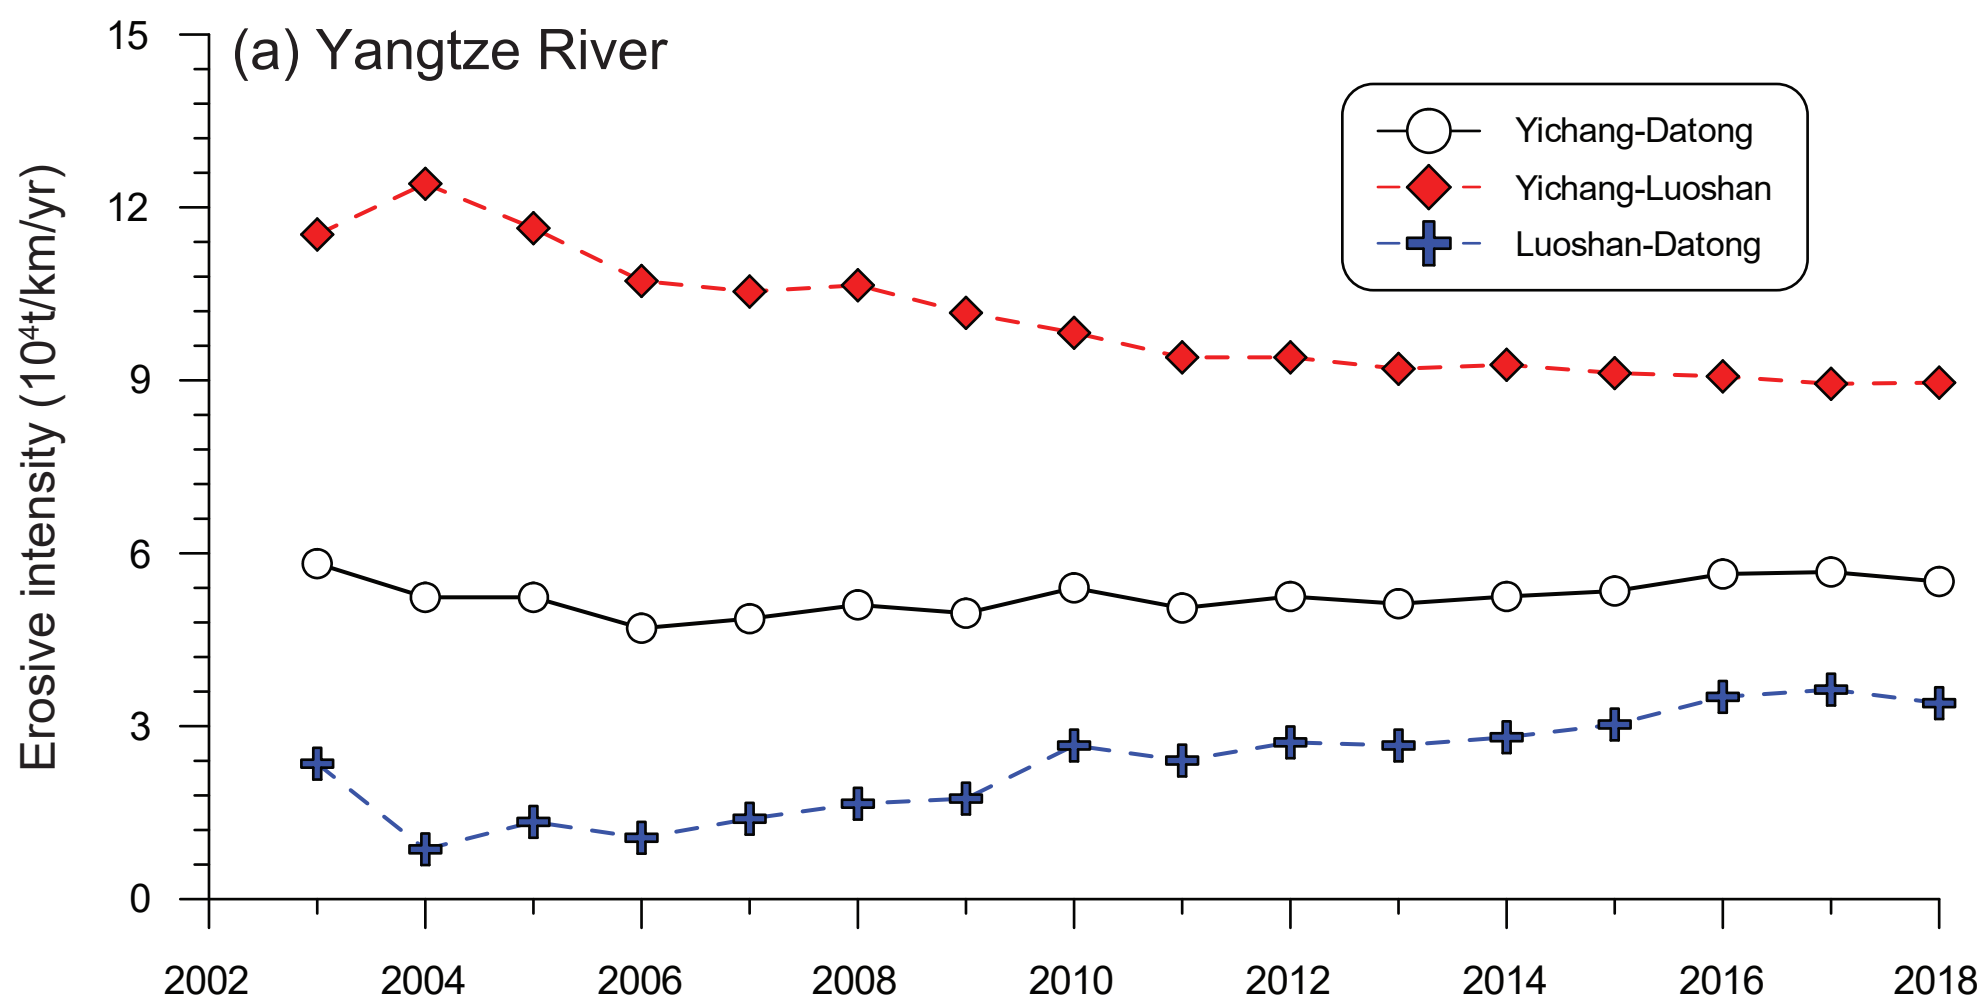 (a) Yangtze River
Yichang-Datong
Yichang-Luoshan
Luoshan-Datong
Erosive intensity (10⁴t/km/yr)
15
12
9
6
3
0
2002 2004 2006 2008 2010 2012 2014 2016 2018